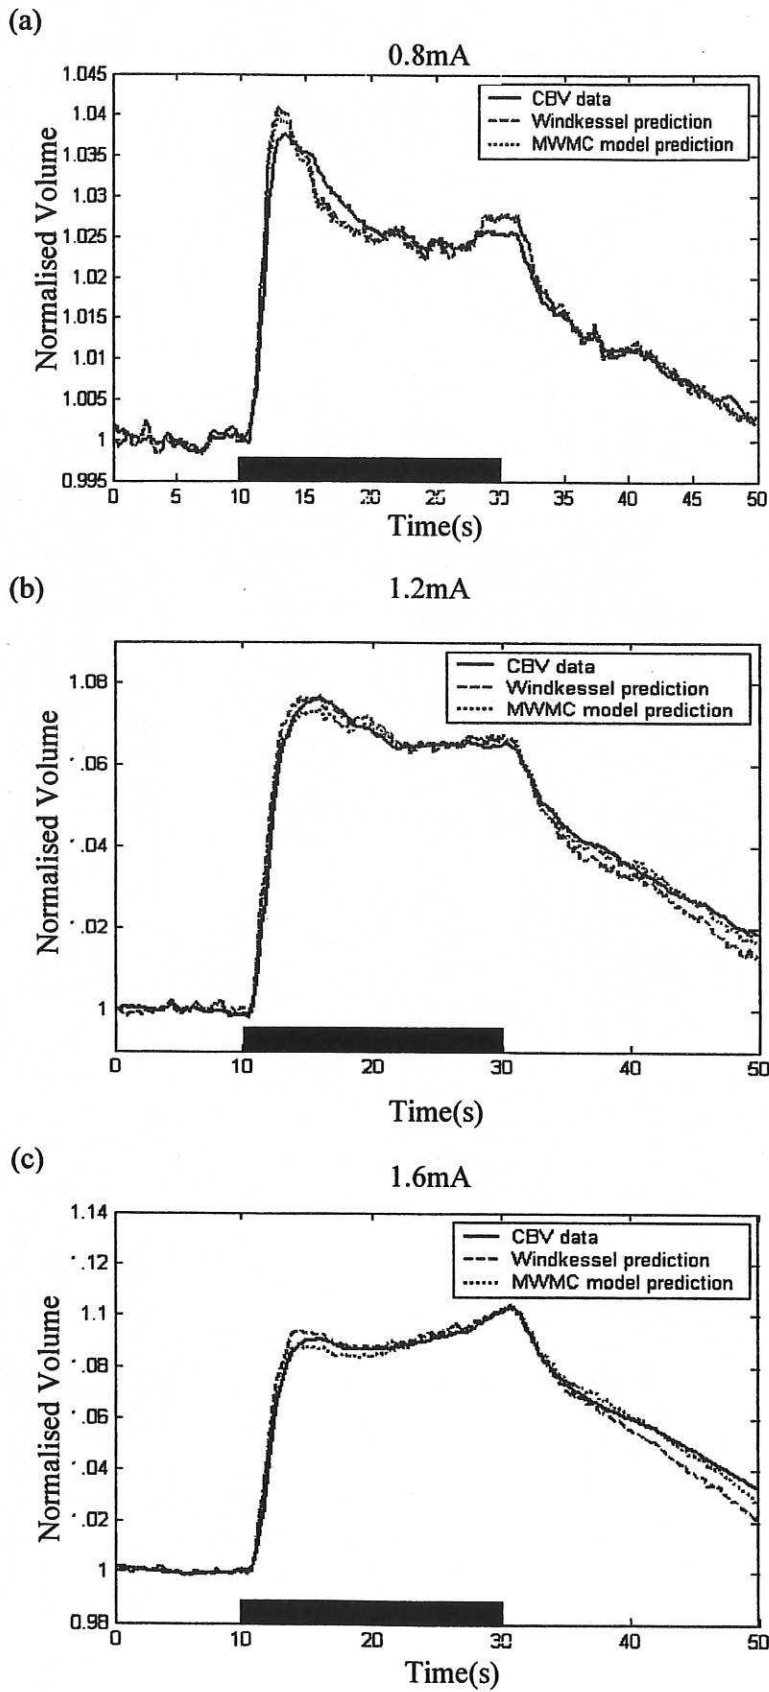 (a)
0.8mA
1.045
1.04
1.035
1.03
1.025
1.02
1.015
1.01
1.005
1
0.995
Normalised Volume
CBV data
Windkessel prediction
MWMC model prediction
0 5 10 15 20 25 30 35 40 45 50
Time(s)
(b)
1.2mA
1.08
.06
.04
.02
1
Normalised Volume
CBV data
Windkessel prediction
MWMC model prediction
0 10 20 30 40 50
Time(s)
(c)
1.6mA
1.14
.12
1.1
.08
.06
.04
.02
1
0.98
Normalised Volume
CBV data
Windkessel prediction
MWMC model prediction
0 10 20 30 40 50
Time(s)